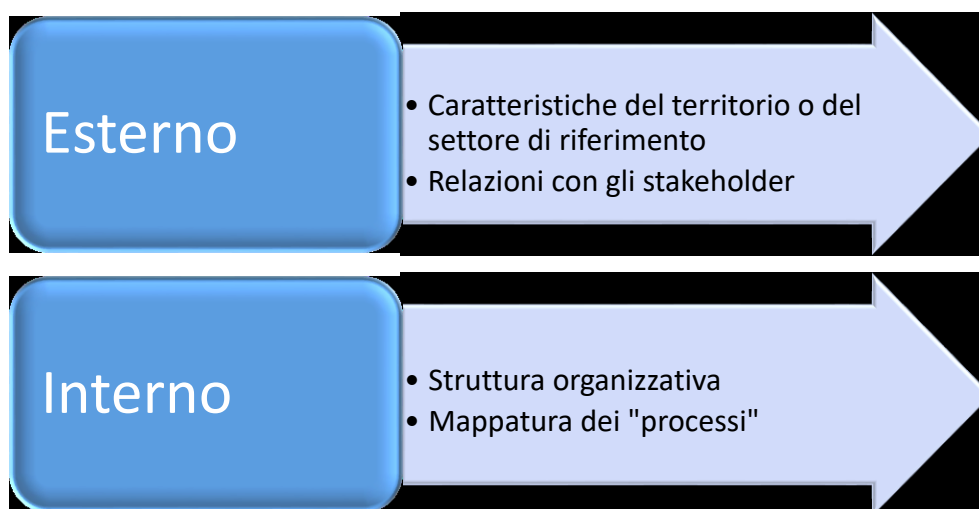 Esterno
• Caratteristiche del territorio o del
settore di riferimento
• Relazioni con gli stakeholder
Interno
• Struttura organizzativa
• Mappatura dei "processi"